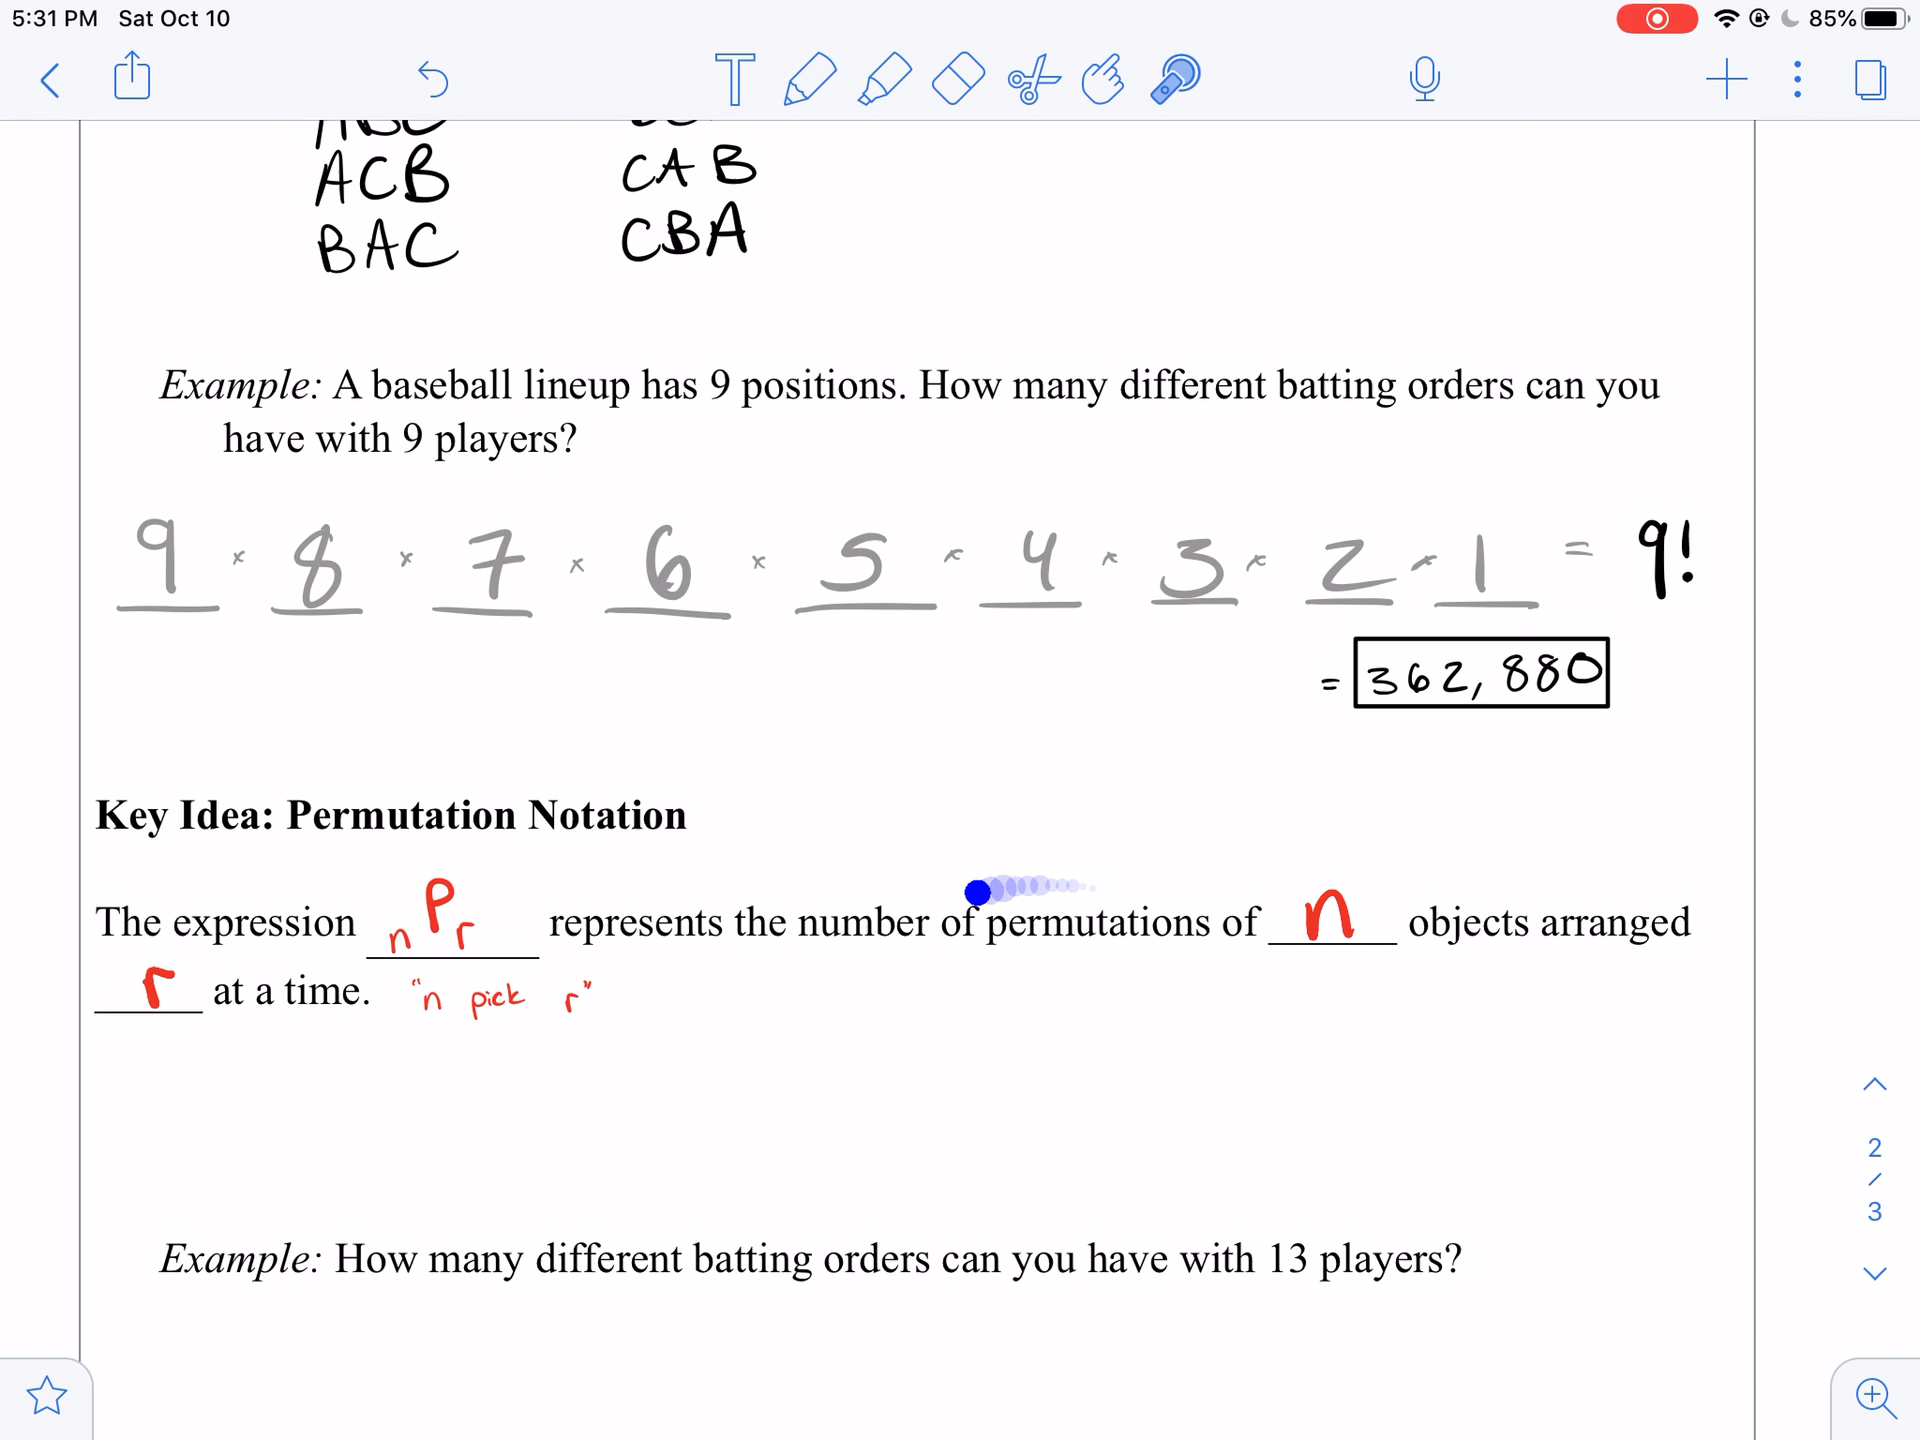 5:31 PM Sat Oct 10 85%
T
ACB CAB
BAC CBA
Example: A baseball lineup has 9 positions. How many different batting orders can you
have with 9 players?
9 × 8 × 7 × 6 × 5 × 4 × 3 × 2 × 1 = 9!
= 362,880
Key Idea: Permutation Notation
The expression nPr represents the number of permutations of n objects arranged
r at a time. "n pick r"
2
/
3
Example: How many different batting orders can you have with 13 players?